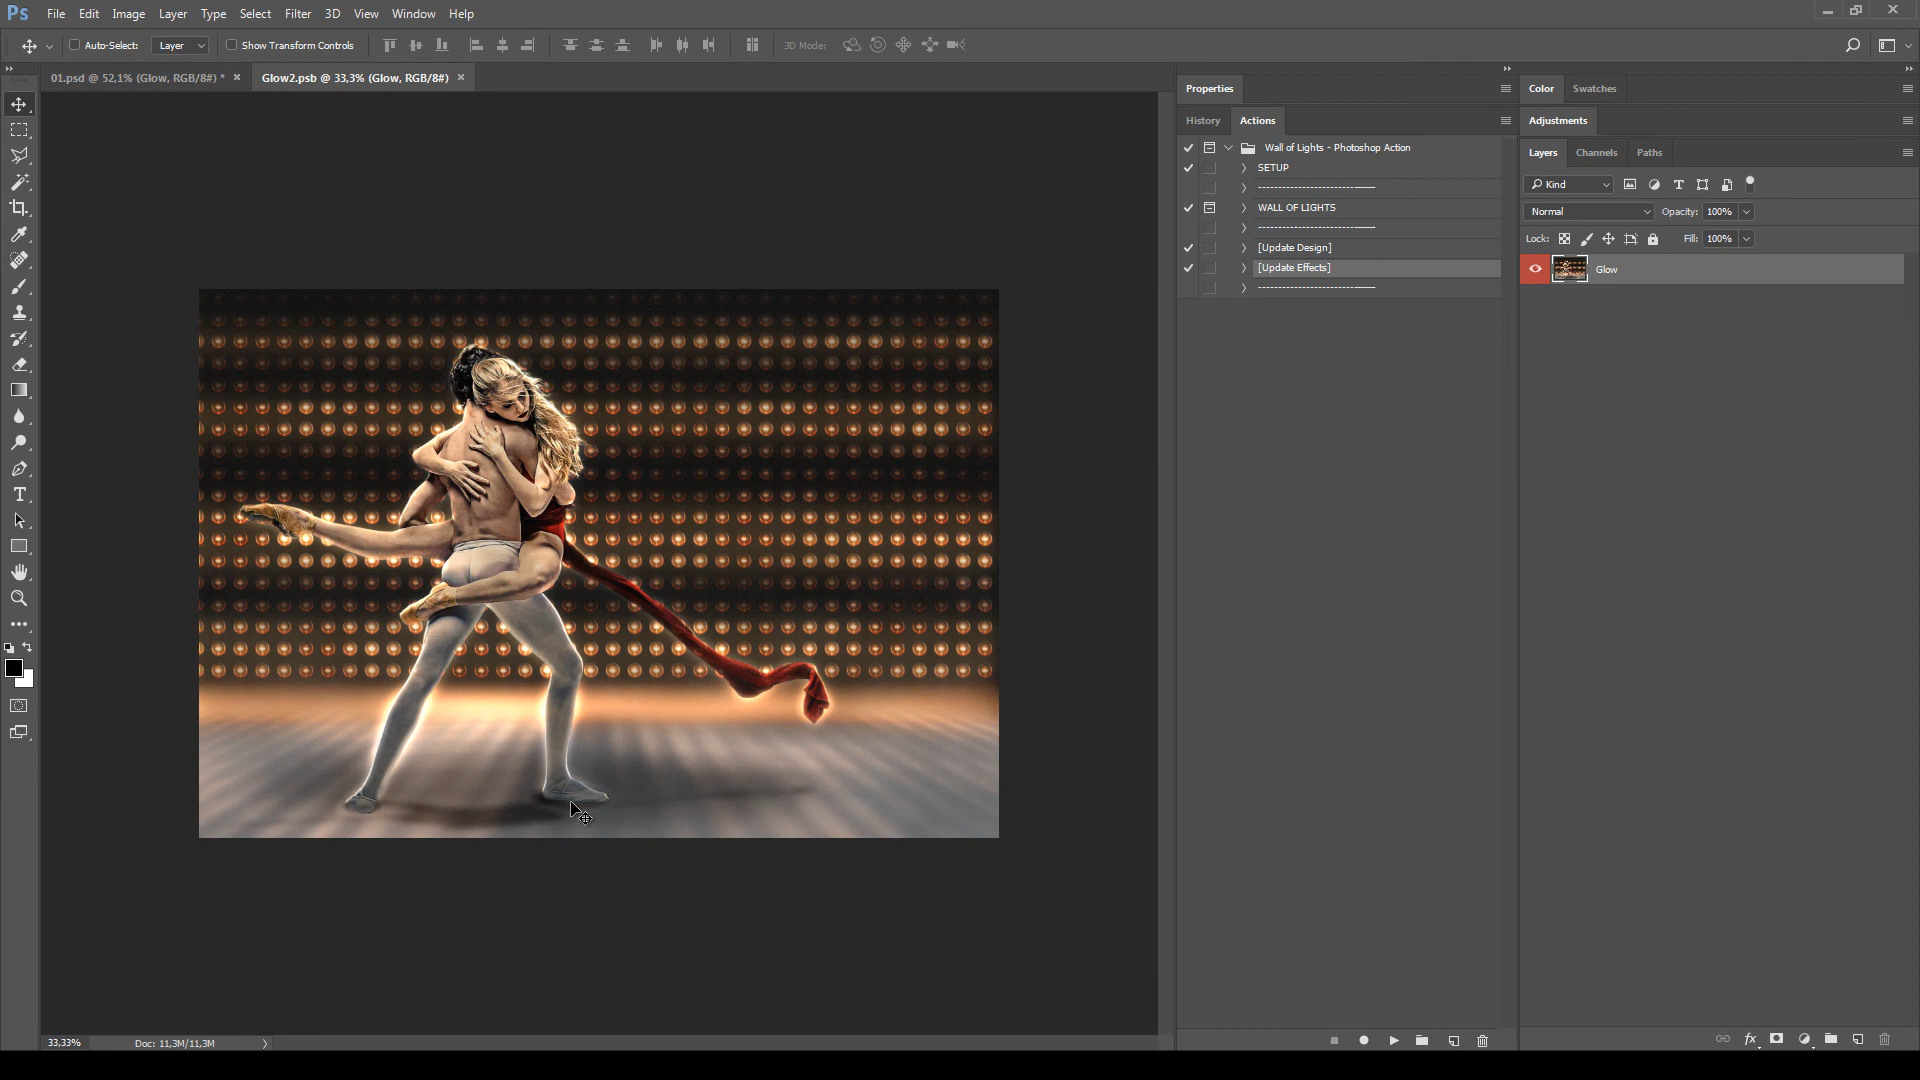 Ps File Edit Image Layer Type Select Filter 3D View Window Help
Auto-Select: Layer Show Transform Controls 3D Mode:
01.psd @ 52,1% (Glow, RGB/8#) * Glow2.psb @ 33,3% (Glow, RGB/8#)
Properties
History Actions
Wall of Lights - Photoshop Action
SETUP
------------------------------
WALL OF LIGHTS
------------------------------
[Update Design]
[Update Effects]
------------------------------
Color Swatches
Adjustments
Layers Channels Paths
Kind
Normal Opacity: 100%
Lock: Fill: 100%
Glow
33,33% Doc: 11,3M/11,3M